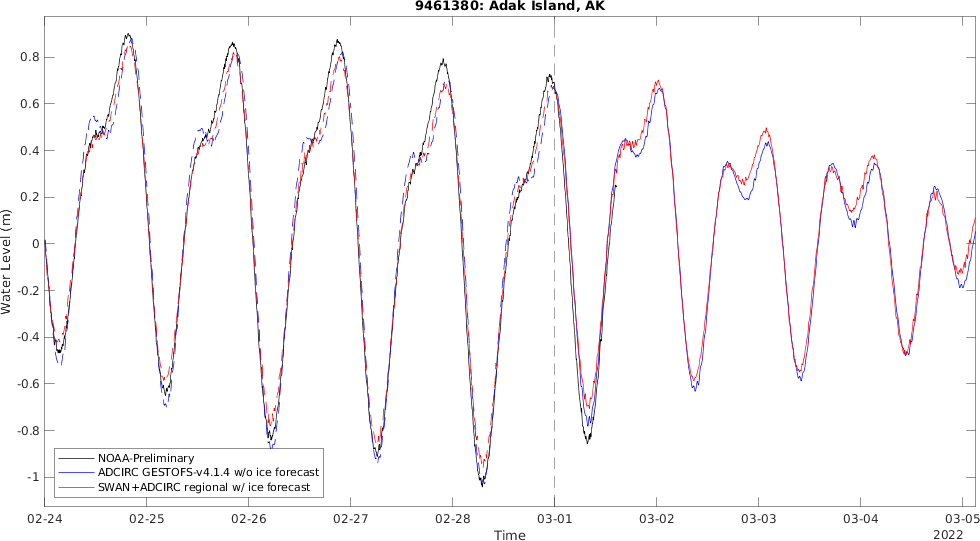 9461380: Adak Island, AK
Water Level (m)
0.8
0.6
0.4
0.2
0
-0.2
-0.4
-0.6
-0.8
-1
NOAA-Preliminary
ADCIRC GESTOFS-v4.1.4 w/o ice forecast
SWAN+ADCIRC regional w/ ice forecast
02-24 02-25 02-26 02-27 02-28 03-01 03-02 03-03 03-04 03-05
Time
2022